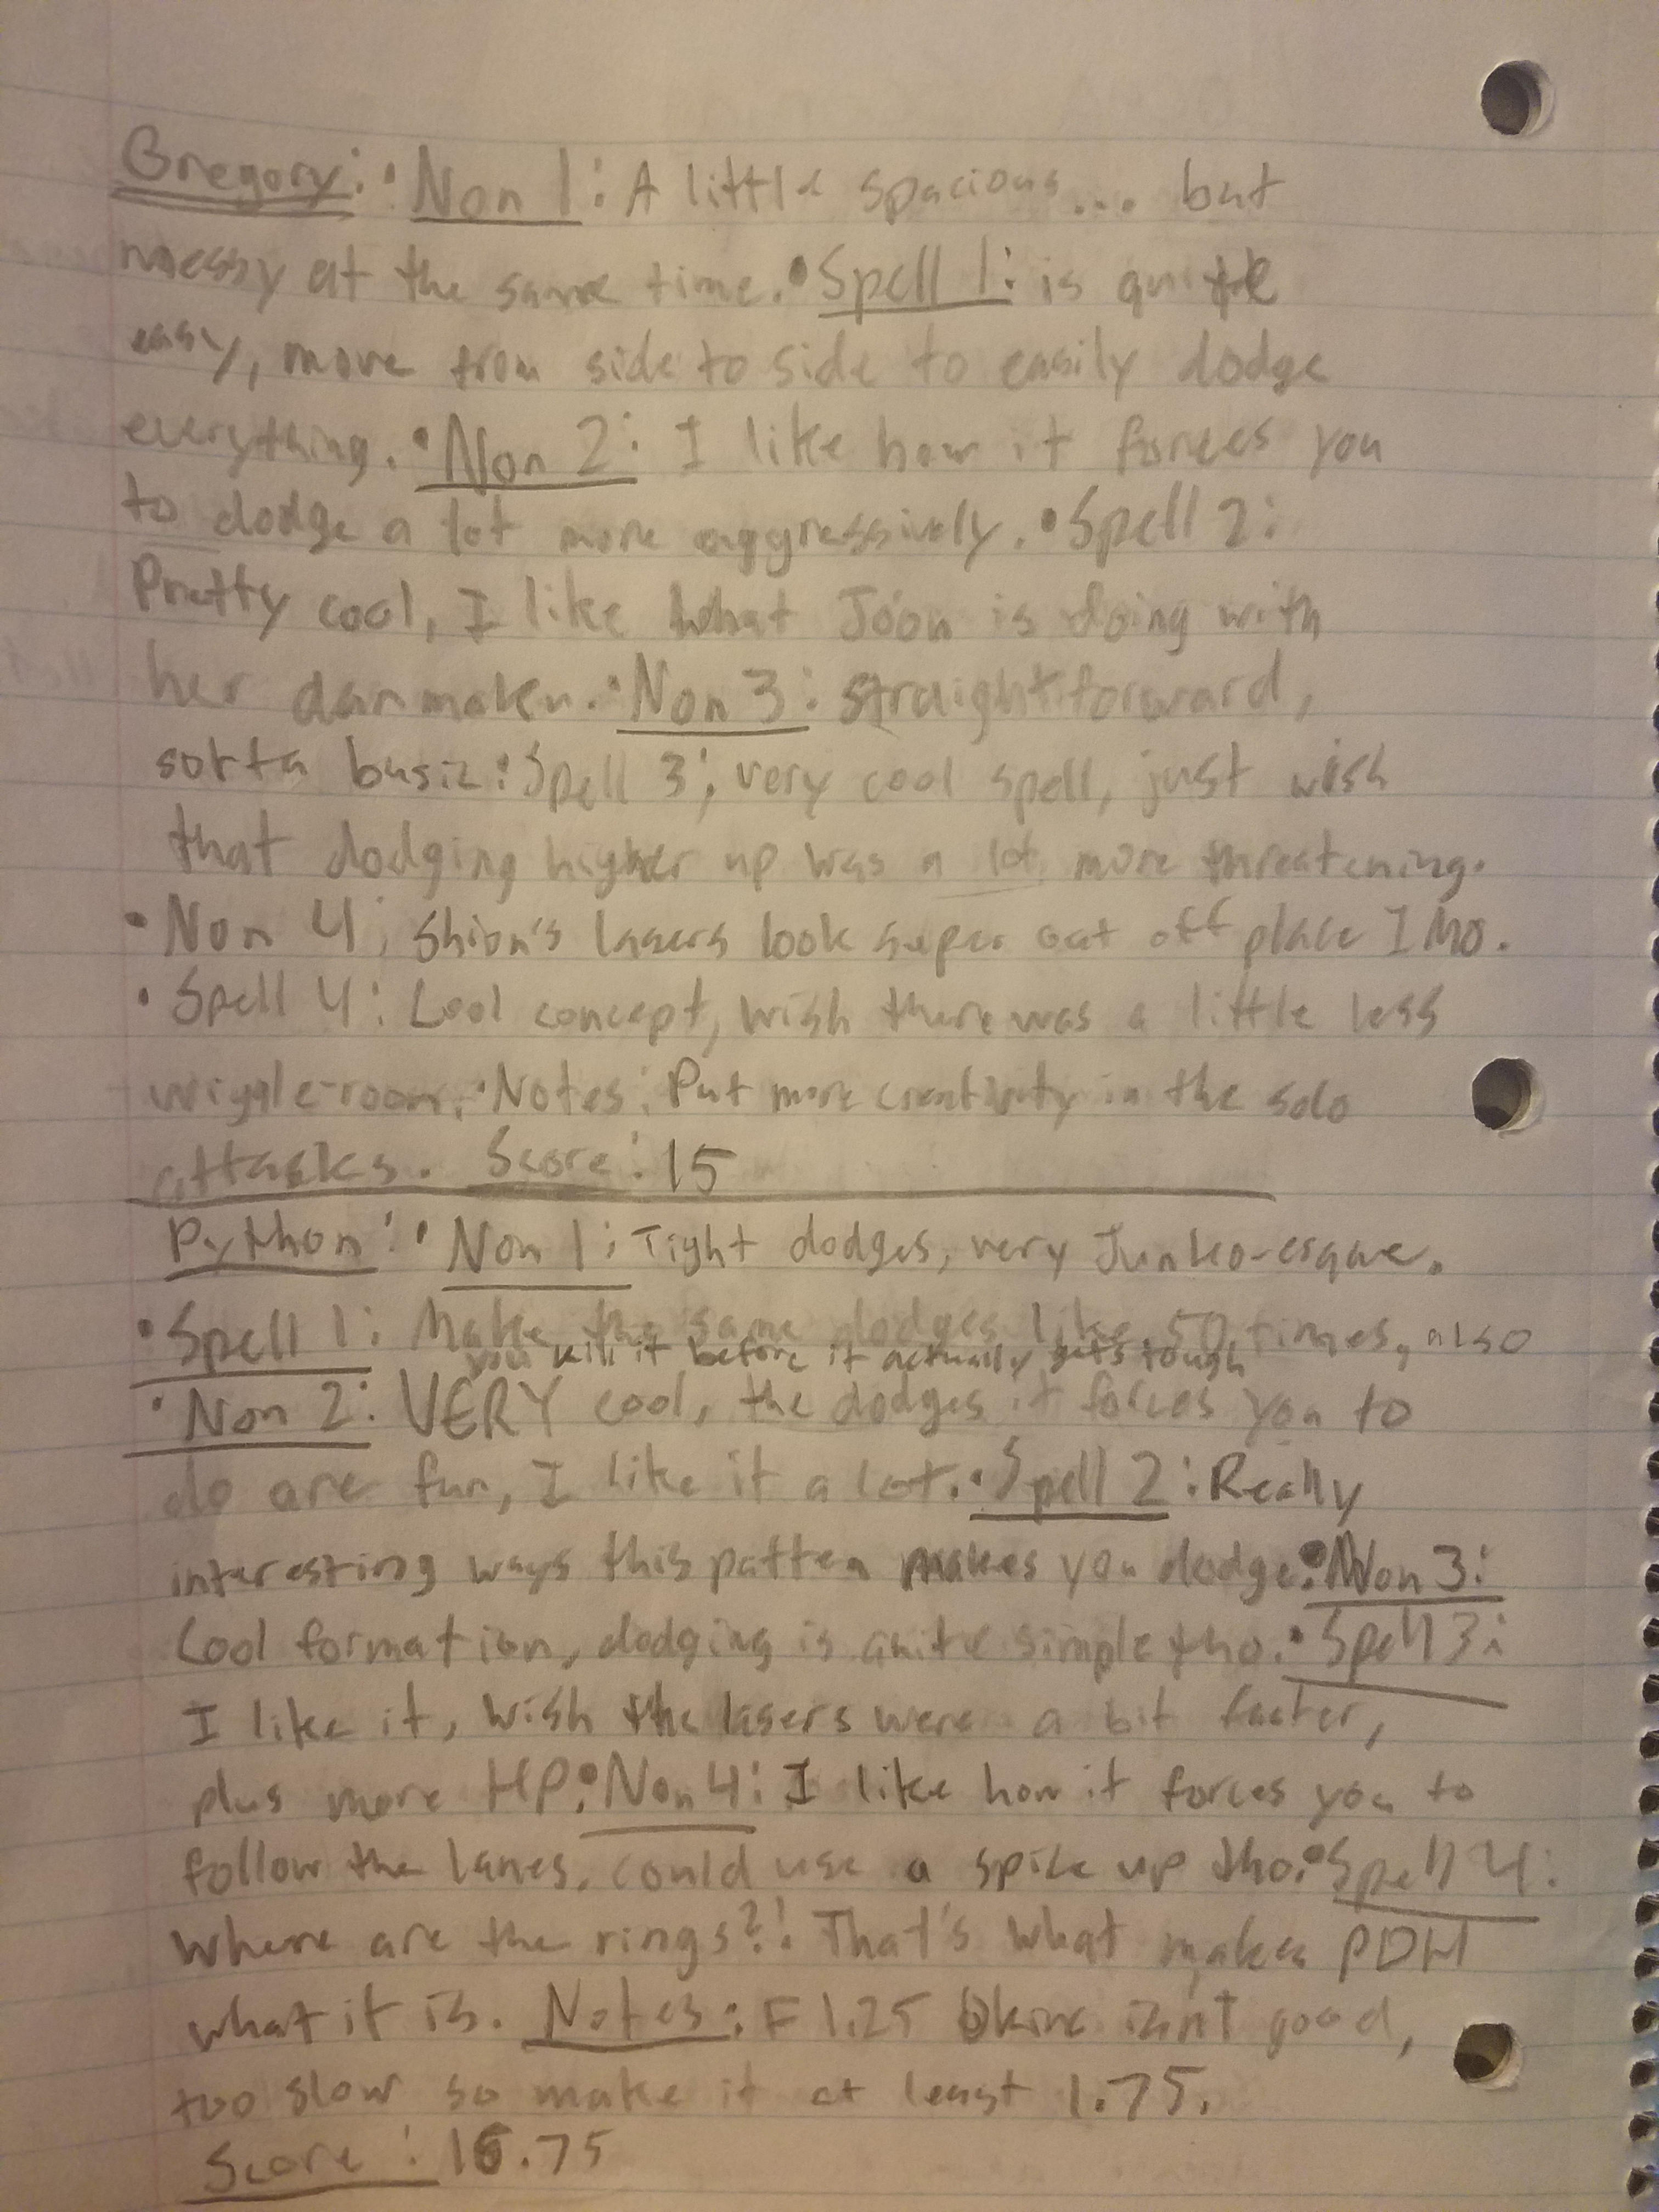 Gregory: • Non 1: A little spacious... but
messy at the same time. • Spell 1: is quite
easy, move from side to side to easily dodge
everything. • Non 2: I like how it forces you
to dodge a lot more aggressively. • Spell 2:
Pretty cool, I like what Joon is doing with
her danmaku. • Non 3: straightforward,
sorta basic • Spell 3: very cool spell, just wish
that dodging higher up was a lot more threatening.
• Non 4: Shion's lasers look super out off place IMO.
• Spell 4: Cool concept, wish there was a little less
wiggle-room. • Notes: Put more creativity in the solo
attasks. Score: 15
Python: • Non 1: Tight dodges, very Junko-esque.
• Spell 1: Make the same dodges like 50 times, also
you kill it before it actually gets tough
• Non 2: VERY cool, the dodges it forces you to
do are fun, I like it a lot. • Spell 2: Really
interesting ways this patten makes you dodge. • Non 3:
Cool formation, dodging is quite simple tho. • Spell 3:
I like it, wish the lasers were a bit faster,
plus more HP. • Non 4: I like how it forces you to
follow the lanes, could use a spice up tho. • Spell 4:
Where are the rings?! That's what makes PDH
what it is. Notes: F 1.25 isn't good,
too slow so make it at least 1.75.
Score: 16.75